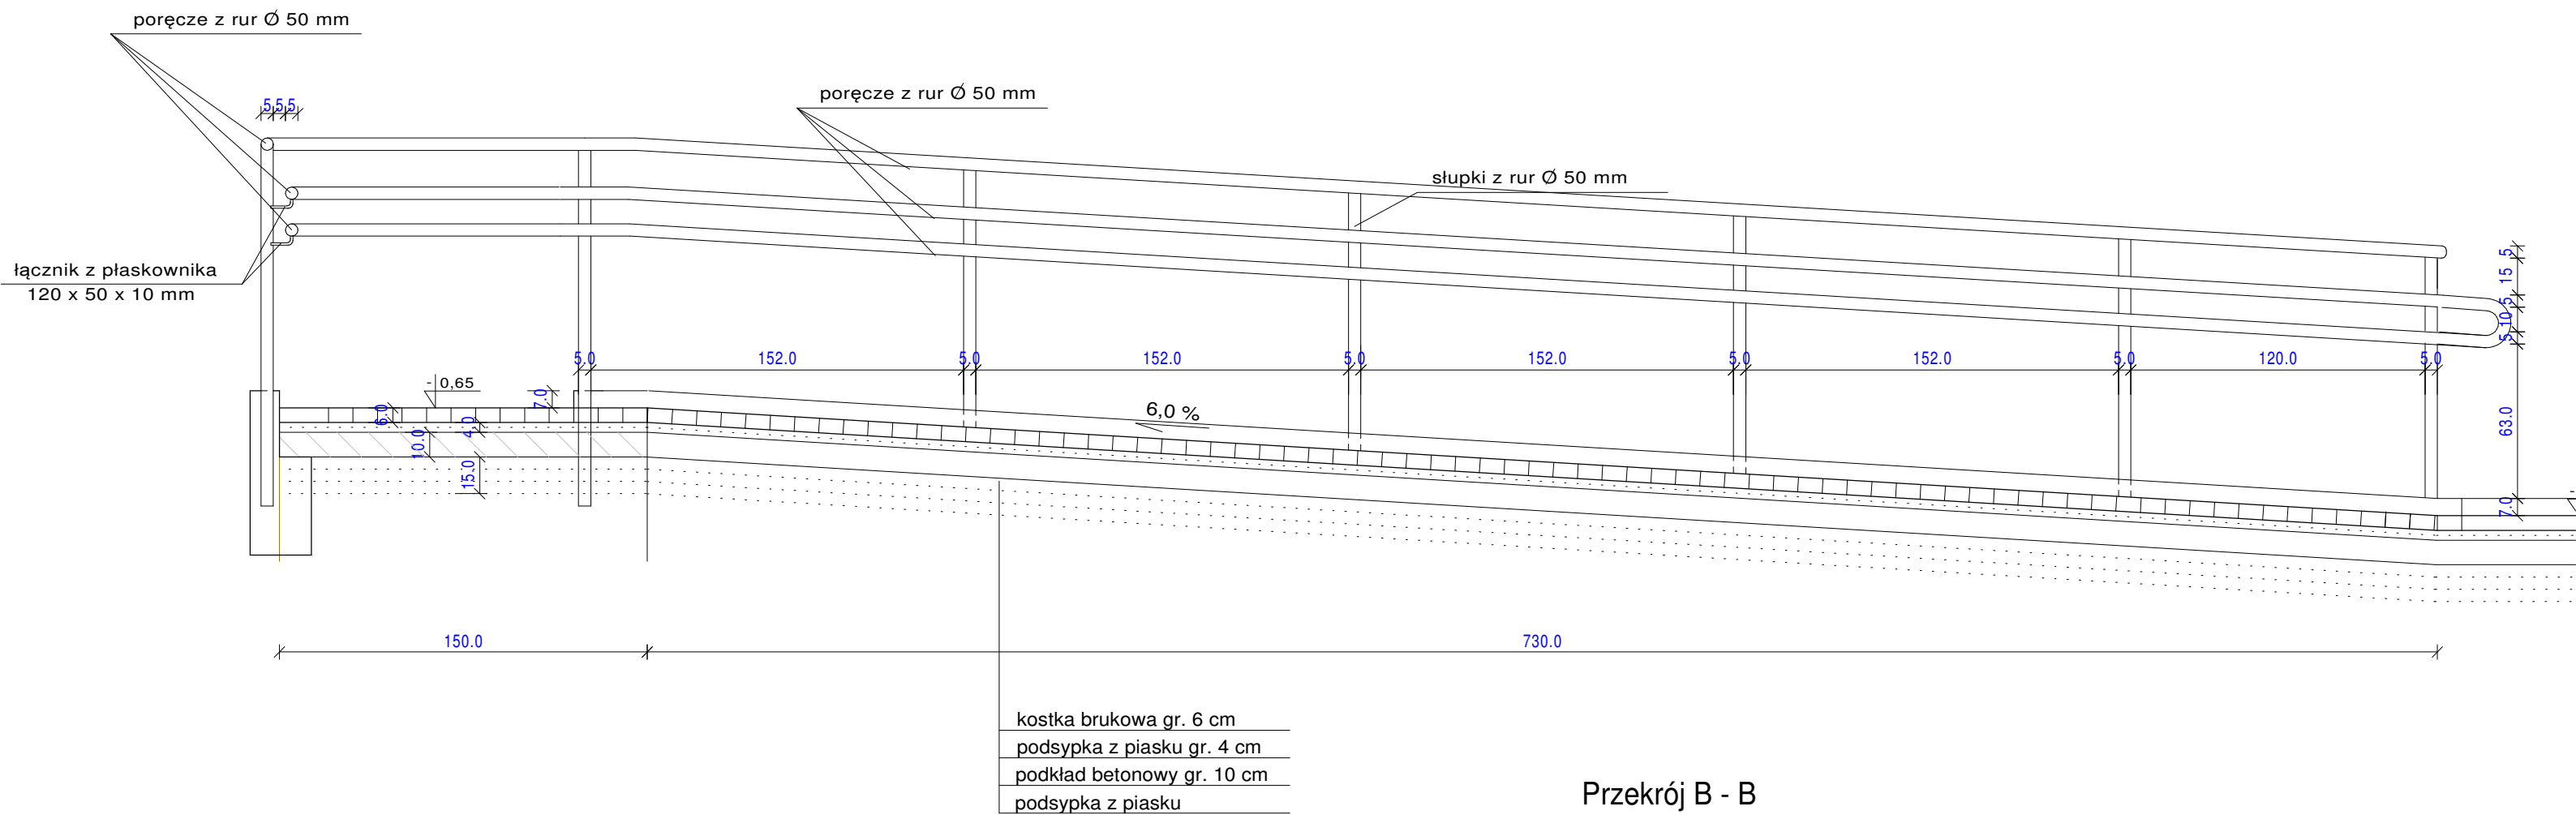 poręcze z rur Ø 50 mm
poręcze z rur Ø 50 mm
5 5 5
słupki z rur Ø 50 mm
łącznik z płaskownika
120 x 50 x 10 mm
5
15
5
10
5
63.0
7.0
5.0 152.0 5.0 152.0 5.0 152.0 5.0 152.0 5.0 120.0 5.0
- 0,65
7.0
6.0
4.0
10.0
15.0
6,0 %
-
150.0 730.0
kostka brukowa gr. 6 cm
podsypka z piasku gr. 4 cm
podkład betonowy gr. 10 cm
podsypka z piasku
Przekrój B - B